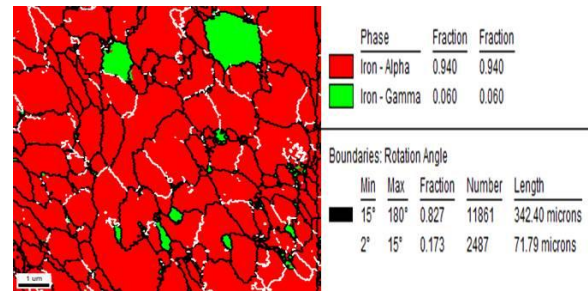 Phase Fraction Fraction
Iron - Alpha 0.940 0.940
Iron - Gamma 0.060 0.060
Boundaries: Rotation Angle
Min Max Fraction Number Length
15° 180° 0.827 11861 342.40 microns
2° 15° 0.173 2487 71.79 microns
1 um